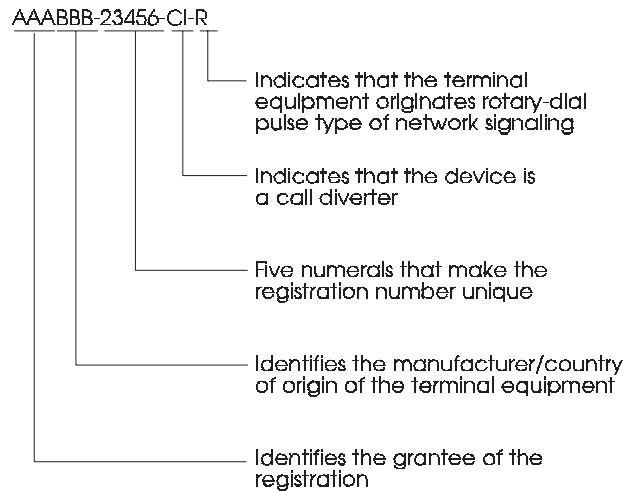 AAABBB-23456-CI-R
Indicates that the terminal
equipment originates rotary-dial
pulse type of network signaling
Indicates that the device is
a call diverter
Five numerals that make the
registration number unique
Identifies the manufacturer/country
of origin of the terminal equipment
Identifies the grantee of the
registration